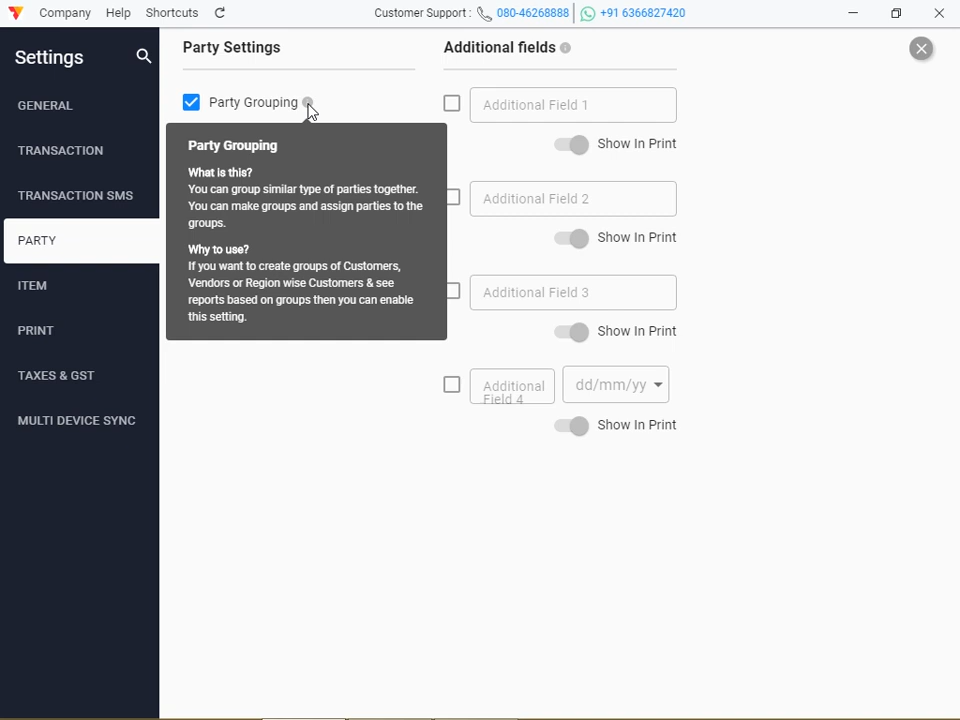 Company Help Shortcuts Customer Support : 080-46268888 +91 6366827420
Settings
GENERAL
TRANSACTION
TRANSACTION SMS
PARTY
ITEM
PRINT
TAXES & GST
MULTI DEVICE SYNC
Party Settings
Party Grouping
Party Grouping
What is this?
You can group similar type of parties together.
You can make groups and assign parties to the
groups.
Why to use?
If you want to create groups of Customers,
Vendors or Region wise Customers & see
reports based on groups then you can enable
this setting.
Additional fields
Additional Field 1
Show In Print
Additional Field 2
Show In Print
Additional Field 3
Show In Print
Additional
Field 4
dd/mm/yy
Show In Print